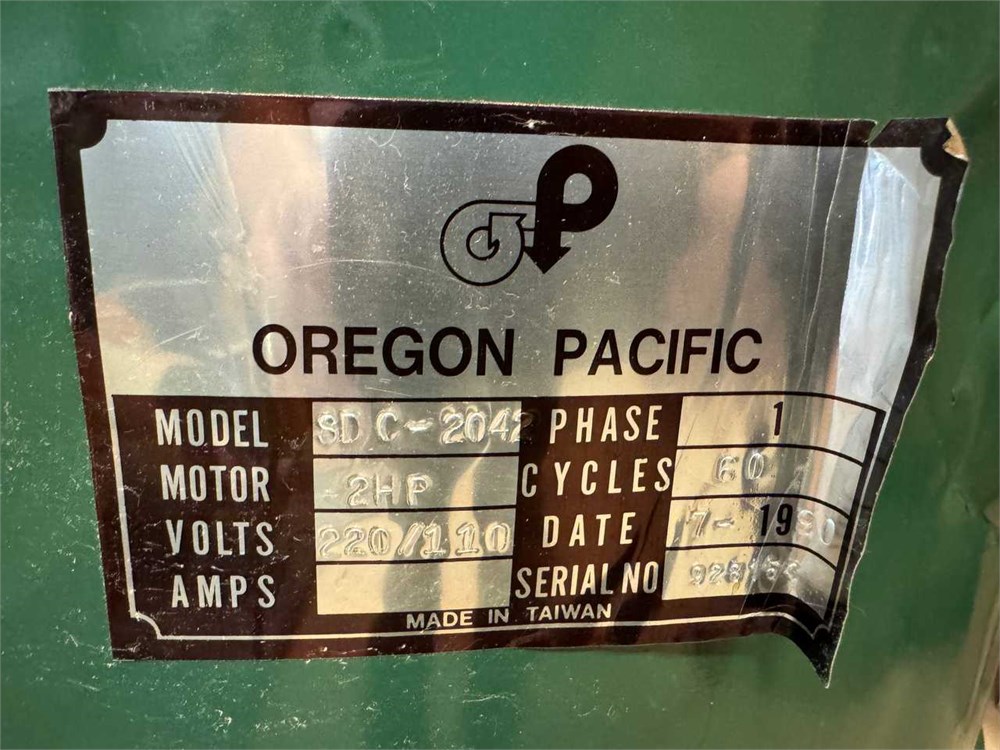 OREGON PACIFIC
MODEL SDC-2042 PHASE 1
MOTOR 2HP CYCLES 60
VOLTS 220/110 DATE 7- 1990
AMPS SERIAL NO
MADE IN TAIWAN